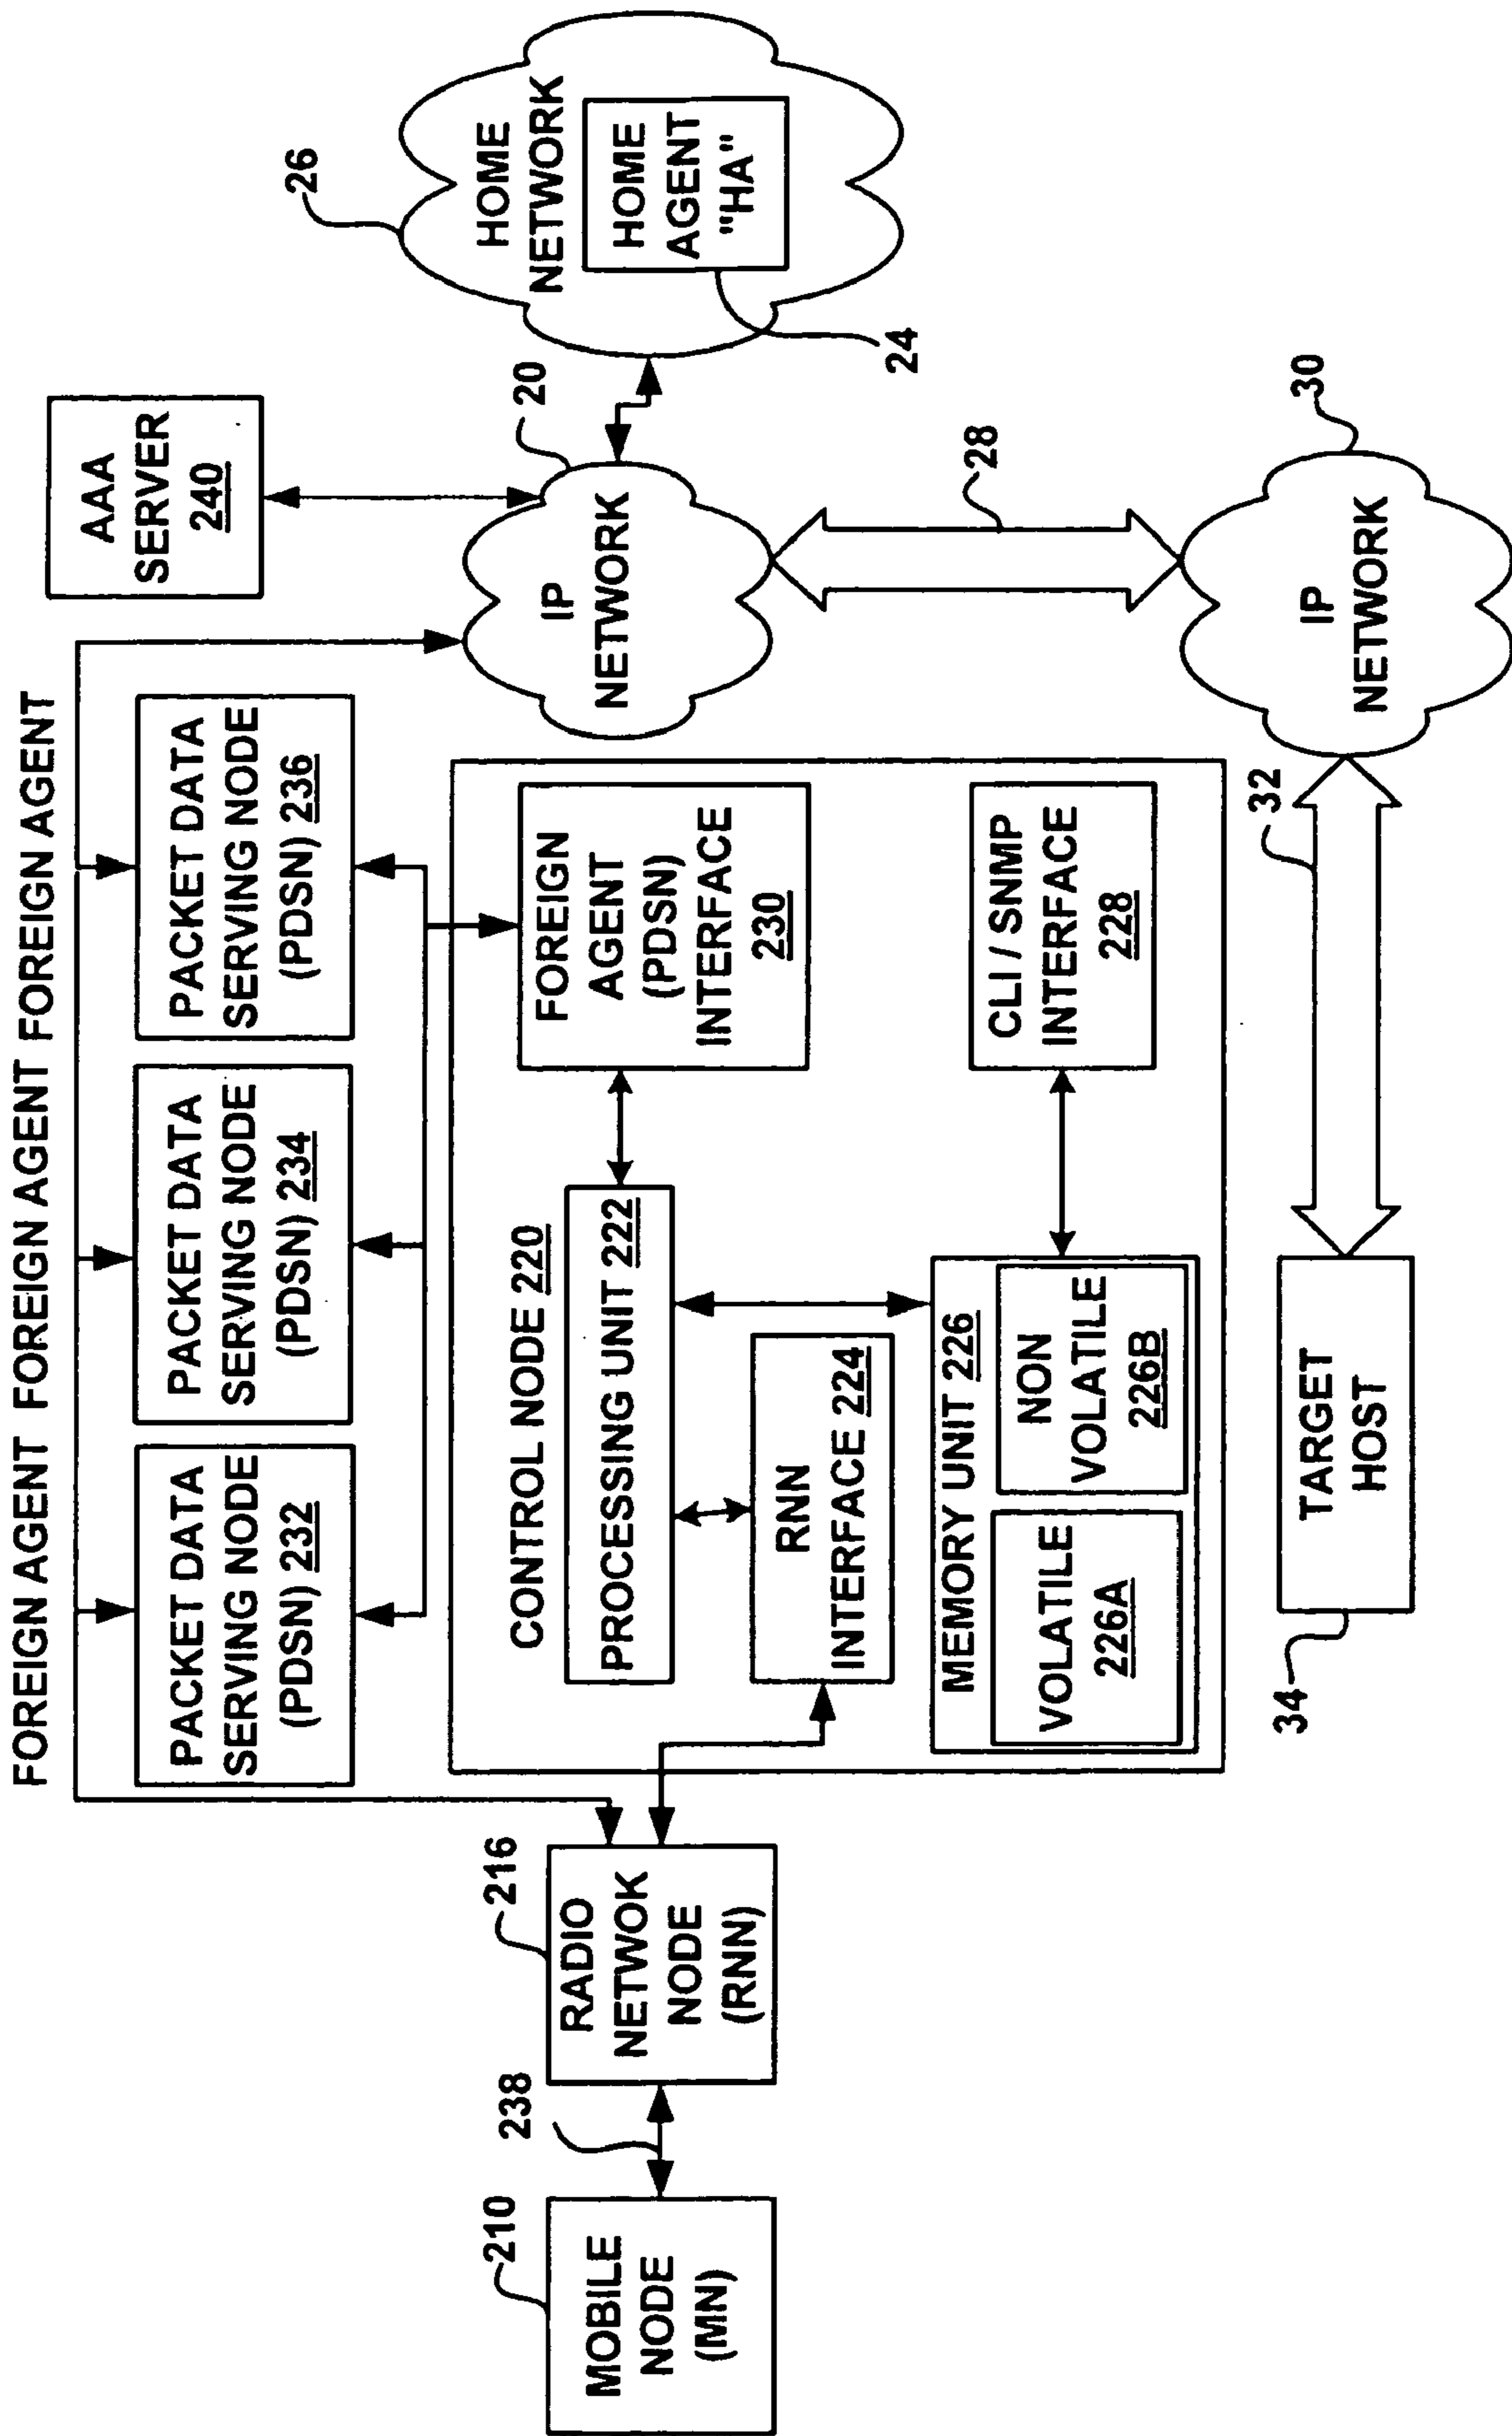 FOREIGN AGENT FOREIGN AGENT FOREIGN AGENT
PACKET DATA
SERVING NODE
(PDSN) 232
PACKET DATA
SERVING NODE
(PDSN) 234
PACKET DATA
SERVING NODE
(PDSN) 236
AAA
SERVER
240
26
HOME
NETWORK
HOME
AGENT
"HA"
24
20
IP
NETWORK
210
MOBILE
NODE
(MN)
238
216
RADIO
NETWOK
NODE
(RNN)
CONTROL NODE 220
PROCESSING UNIT 222
FOREIGN
AGENT
(PDSN)
INTERFACE
230
RNN
INTERFACE 224
MEMORY UNIT 226
VOLATILE
226A
NON
VOLATILE
226B
CLI / SNMP
INTERFACE
228
28
30
IP
NETWORK
32
34
TARGET
HOST